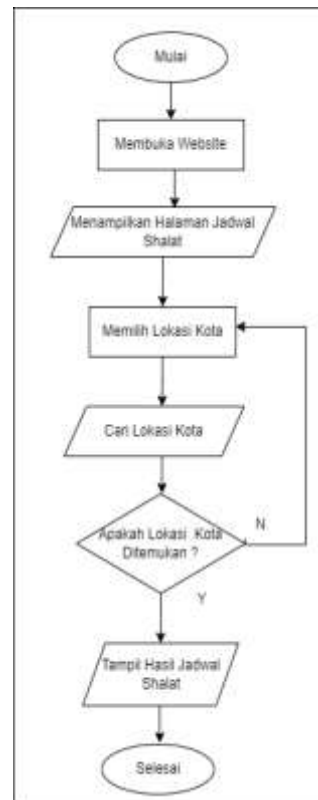 Mulai
Membuka Website
Menampilkan Halaman Jadwal
Shalat
Memilih Lokasi Kota
Cari Lokasi Kota
Apakah Lokasi Kota
Ditemukan ?
N
Y
Tampil Hasil Jadwal
Shalat
Selesai